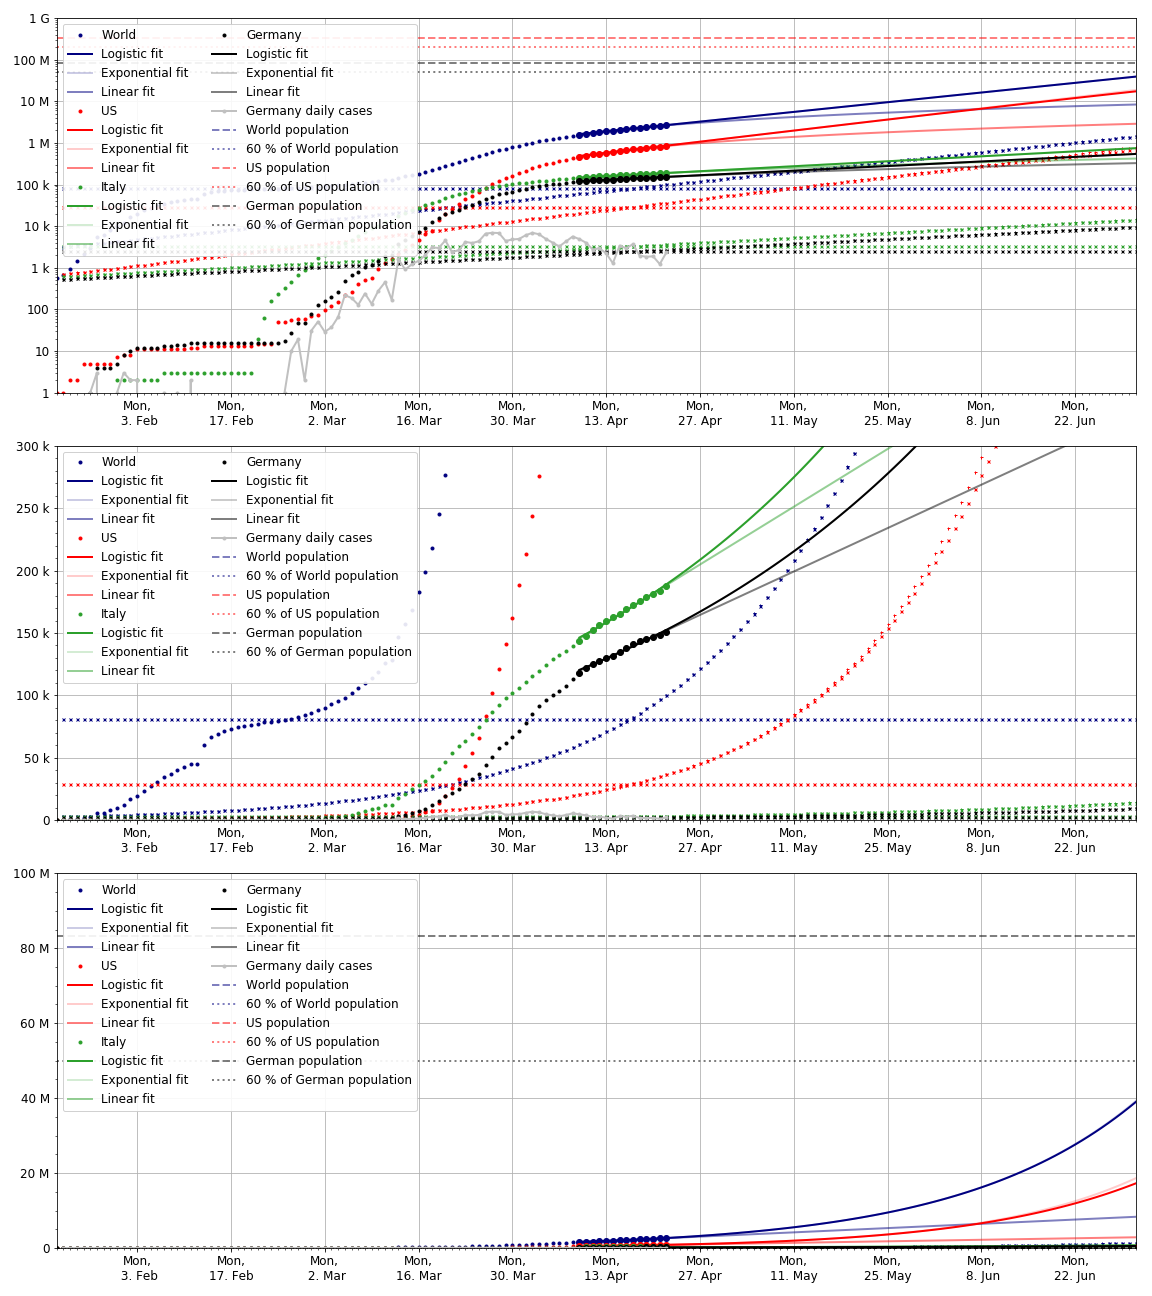 1 G
100 M
10 M
1 M
100 k
10 k
1 k
100
10
1
World
Logistic fit
Exponential fit
Linear fit
US
Logistic fit
Exponential fit
Linear fit
Italy
Logistic fit
Exponential fit
Linear fit
Germany
Logistic fit
Exponential fit
Linear fit
Germany daily cases
World population
60 % of World population
US population
60 % of US population
German population
60 % of German population
Mon,
3. Feb
Mon,
17. Feb
Mon,
2. Mar
Mon,
16. Mar
Mon,
30. Mar
Mon,
13. Apr
Mon,
27. Apr
Mon,
11. May
Mon,
25. May
Mon,
8. Jun
Mon,
22. Jun
300 k
250 k
200 k
150 k
100 k
50 k
0
World
Logistic fit
Exponential fit
Linear fit
US
Logistic fit
Exponential fit
Linear fit
Italy
Logistic fit
Exponential fit
Linear fit
Germany
Logistic fit
Exponential fit
Linear fit
Germany daily cases
World population
60 % of World population
US population
60 % of US population
German population
60 % of German population
Mon,
3. Feb
Mon,
17. Feb
Mon,
2. Mar
Mon,
16. Mar
Mon,
30. Mar
Mon,
13. Apr
Mon,
27. Apr
Mon,
11. May
Mon,
25. May
Mon,
8. Jun
Mon,
22. Jun
100 M
80 M
60 M
40 M
20 M
0
World
Logistic fit
Exponential fit
Linear fit
US
Logistic fit
Exponential fit
Linear fit
Italy
Logistic fit
Exponential fit
Linear fit
Germany
Logistic fit
Exponential fit
Linear fit
Germany daily cases
World population
60 % of World population
US population
60 % of US population
German population
60 % of German population
Mon,
3. Feb
Mon,
17. Feb
Mon,
2. Mar
Mon,
16. Mar
Mon,
30. Mar
Mon,
13. Apr
Mon,
27. Apr
Mon,
11. May
Mon,
25. May
Mon,
8. Jun
Mon,
22. Jun